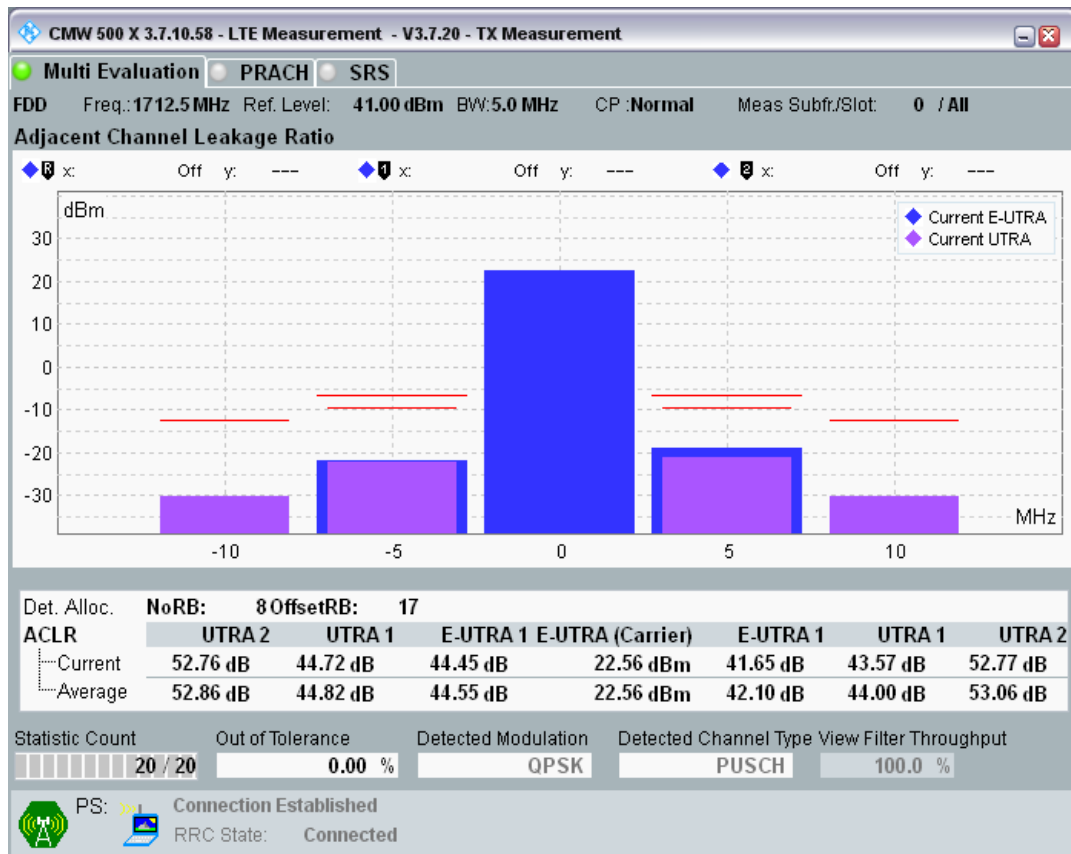 CMW 500 X 3.7.10.58 - LTE Measurement - V3.7.20 - TX Measurement
Multi Evaluation PRACH SRS
FDD Freq.:1712.5 MHz Ref. Level: 41.00 dBm BW:5.0 MHz CP :Normal Meas Subfr./Slot: 0 / All
Adjacent Channel Leakage Ratio
R x: Off y: --- 1 x: Off y: --- 2 x: Off y: ---
dBm
Current E-UTRA
Current UTRA
30
20
10
0
-10
-20
-30
MHz
-10 -5 0 5 10
Det. Alloc. NoRB: 8 OffsetRB: 17
ACLR UTRA 2 UTRA 1 E-UTRA 1 E-UTRA (Carrier) E-UTRA 1 UTRA 1 UTRA 2
Current 52.76 dB 44.72 dB 44.45 dB 22.56 dBm 41.65 dB 43.57 dB 52.77 dB
Average 52.86 dB 44.82 dB 44.55 dB 22.56 dBm 42.10 dB 44.00 dB 53.06 dB
Statistic Count Out of Tolerance Detected Modulation Detected Channel Type View Filter Throughput
20 / 20 0.00 % QPSK PUSCH 100.0 %
PS: Connection Established
RRC State: Connected